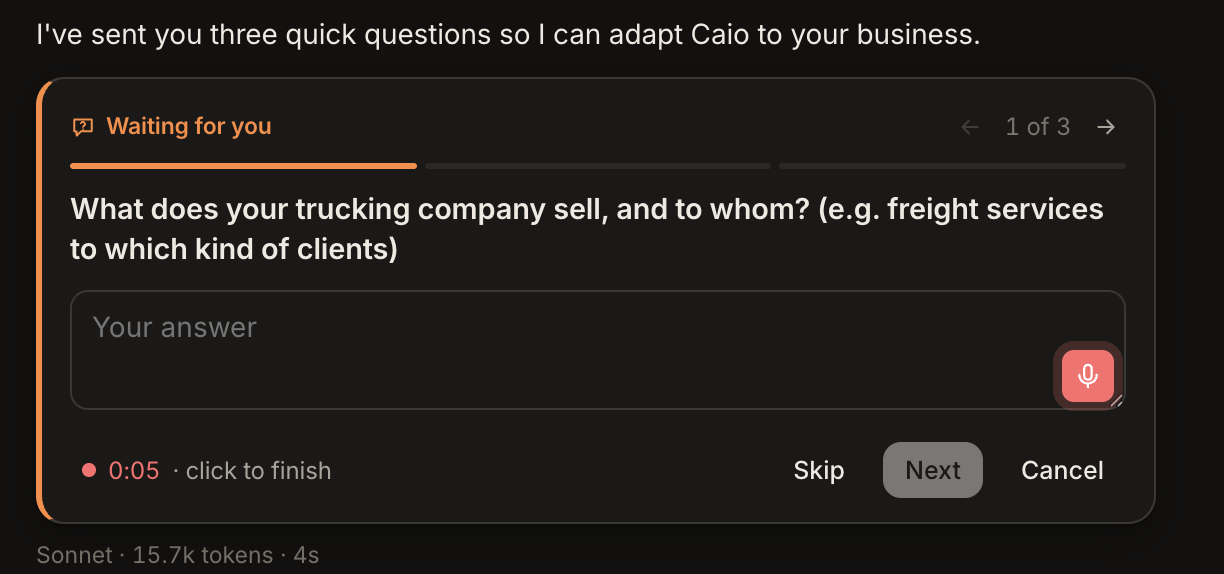 I've sent you three quick questions so I can adapt Caio to your business.
Waiting for you
1 of 3
What does your trucking company sell, and to whom? (e.g. freight services
to which kind of clients)
Your answer
0:05 · click to finish
Skip
Next
Cancel
Sonnet · 15.7k tokens · 4s